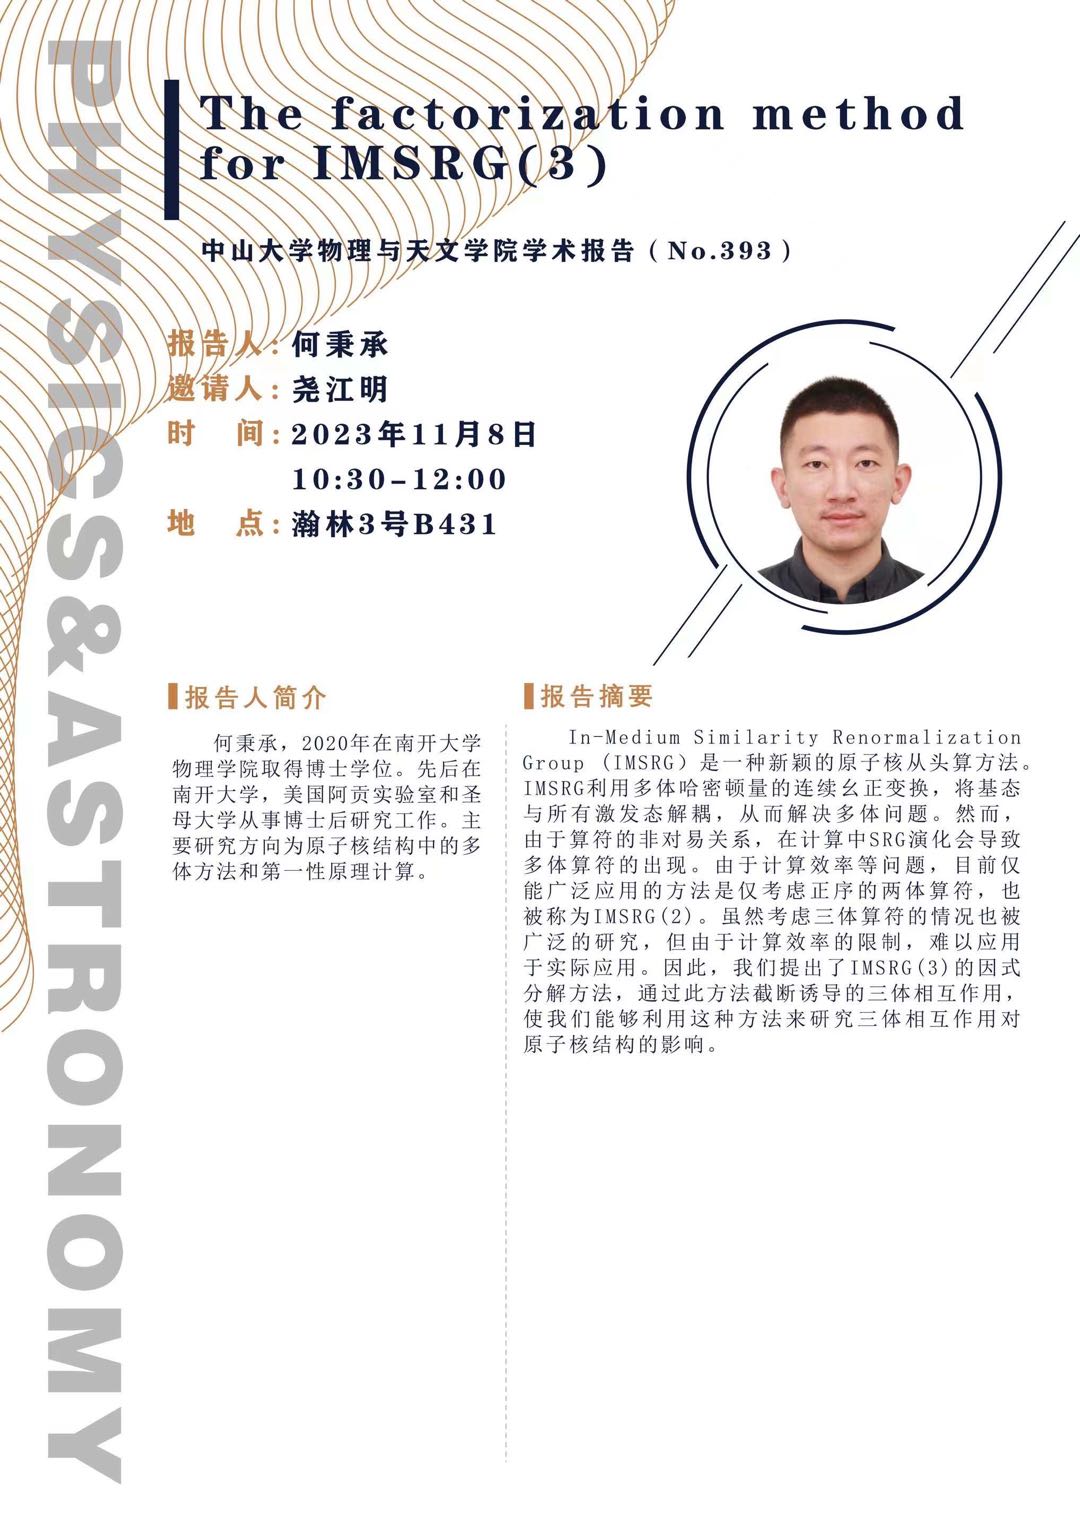 PHYSICS&ASTRONOMY
The factorization method
for IMSRG(3)
中山大学物理与天文学院学术报告（No.393）
报告人:何秉承
邀请人:尧江明
时 间:2023年11月8日
10:30-12:00
地 点:瀚林3号B431
报告人简介
何秉承，2020年在南开大学
物理学院取得博士学位。先后在
南开大学，美国阿贡实验室和圣
母大学从事博士后研究工作。主
要研究方向为原子核结构中的多
体方法和第一性原理计算。
报告摘要
In-Medium Similarity Renormalization
Group (IMSRG）是一种新颖的原子核从头算方法。
IMSRG利用多体哈密顿量的连续幺正变换，将基态
与所有激发态解耦，从而解决多体问题。然而，
由于算符的非对易关系，在计算中SRG演化会导致
多体算符的出现。由于计算效率等问题，目前仅
能广泛应用的方法是仅考虑正序的两体算符，也
被称为IMSRG(2)。虽然考虑三体算符的情况也被
广泛的研究，但由于计算效率的限制，难以应用
于实际应用。因此，我们提出了IMSRG(3)的因式
分解方法，通过此方法截断诱导的三体相互作用，
使我们能够利用这种方法来研究三体相互作用对
原子核结构的影响。